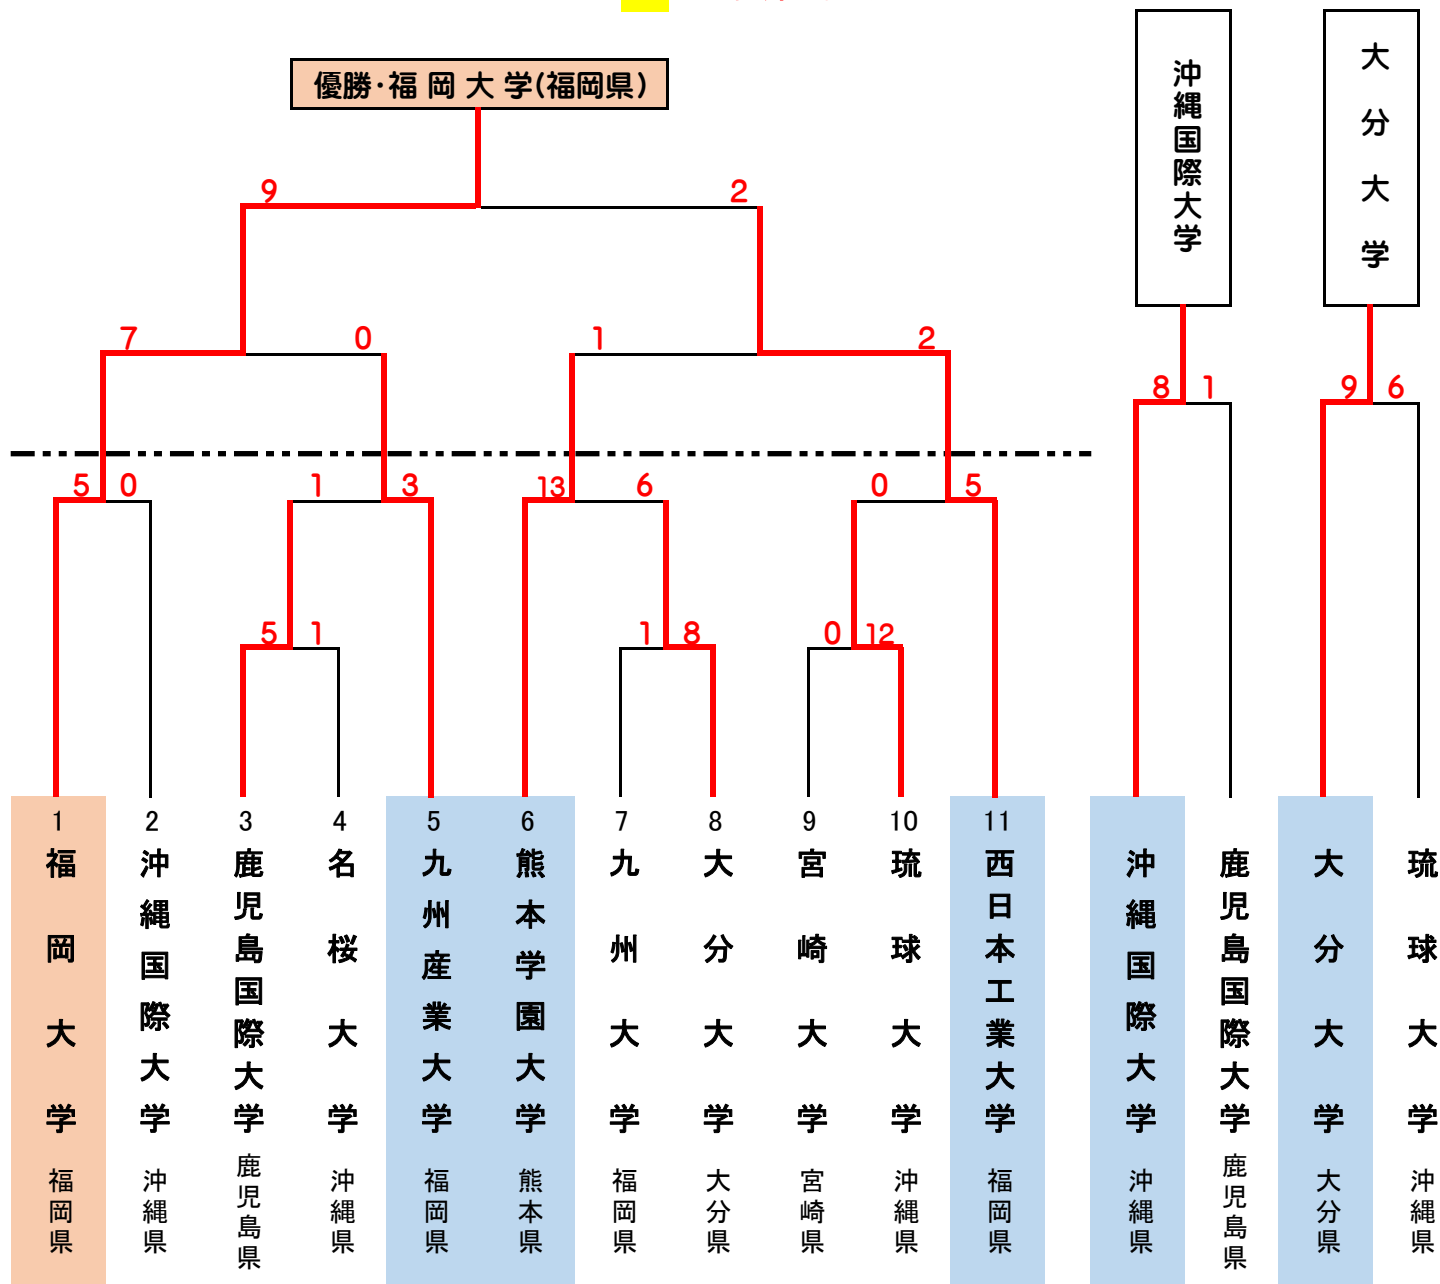 優勝・福 岡 大 学(福岡県)
沖縄国際大学
大分大学
9
2
7
0
1
2
8
1
9
6
5
0
1
3
13
6
0
5
5
1
1
8
0
12
1
2
3
4
5
6
7
8
9
10
11
福岡大学
沖縄国際大学
鹿児島国際大学
名桜大学
九州産業大学
熊本学園大学
九州大学
大分大学
宮崎大学
琉球大学
西日本工業大学
沖縄国際大学
鹿児島国際大学
大分大学
琉球大学
福岡県
沖縄県
鹿児島県
沖縄県
福岡県
熊本県
福岡県
大分県
宮崎県
沖縄県
福岡県
沖縄県
鹿児島県
大分県
沖縄県